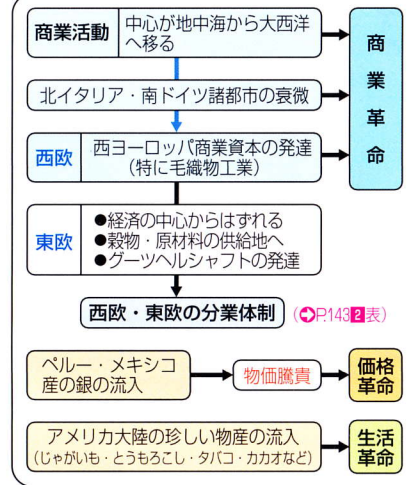 商業活動
中心が地中海から大西洋
へ移る
北イタリア・南ドイツ諸都市の衰微
西欧
西ヨーロッパ商業資本の発達
（特に毛織物工業）
商業革命
東欧
●経済の中心からはずれる
●穀物・原材料の供給地へ
●グーツヘルシャフトの発達
西欧・東欧の分業体制
（➲P.143 2 表）
ペルー・メキシコ
産の銀の流入
物価騰貴
価格
革命
アメリカ大陸の珍しい物産の流入
（じゃがいも・とうもろこし・タバコ・カカオなど）
生活
革命